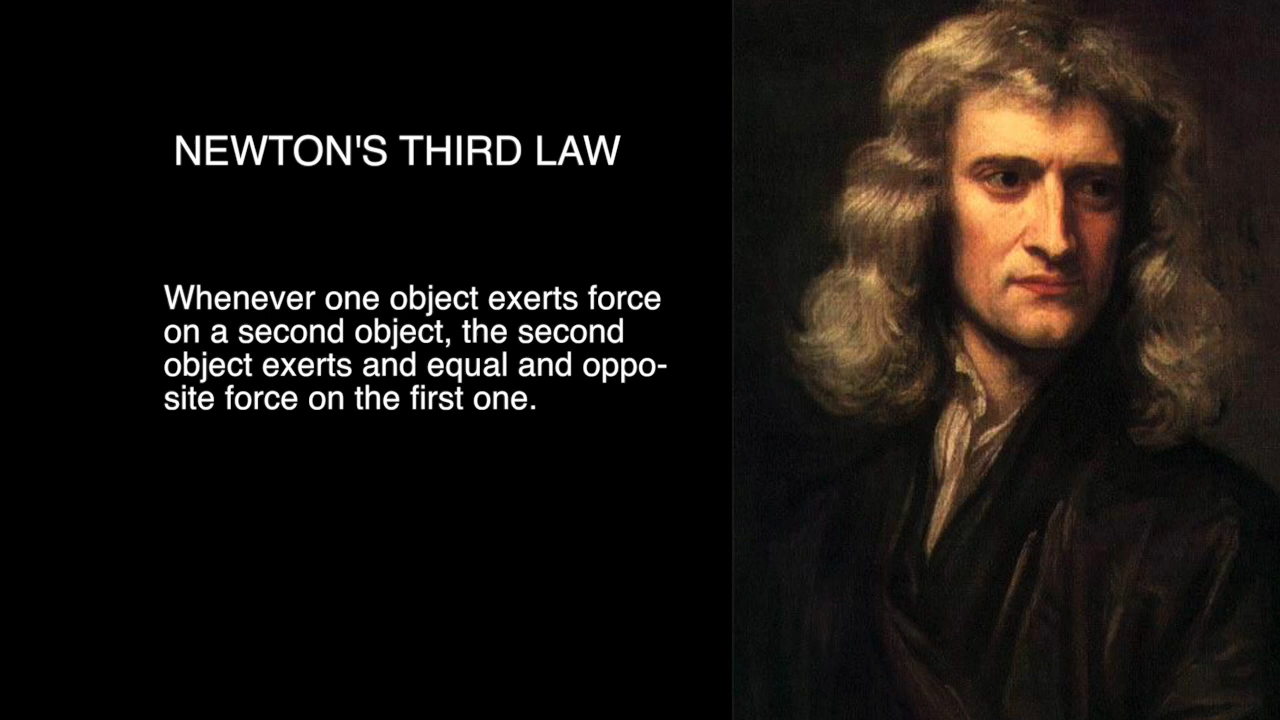 NEWTON'S THIRD LAW
Whenever one object exerts force
on a second object, the second
object exerts and equal and oppo-
site force on the first one.